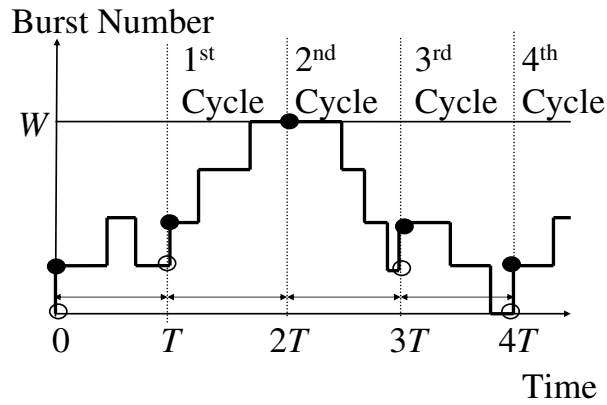 Burst Number
1st 2nd 3rd 4th
Cycle Cycle Cycle Cycle
W
0 T 2T 3T 4T
Time